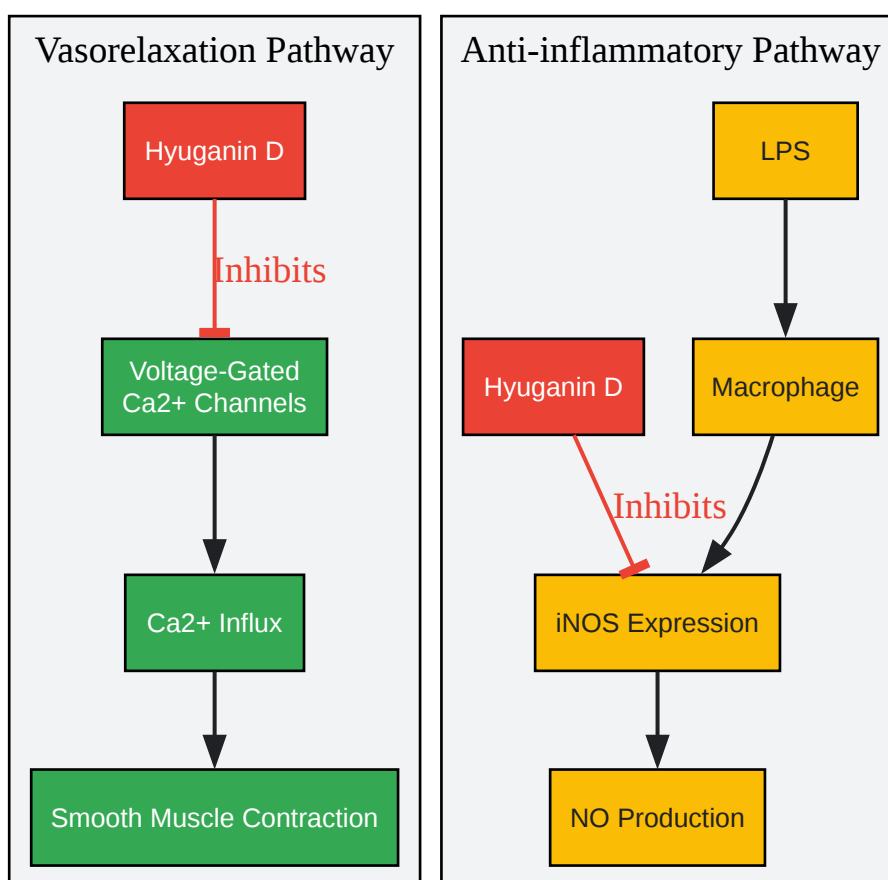 Vasorelaxation Pathway
Hyuganin D
Inhibits
Voltage-Gated
Ca2+ Channels
Ca2+ Influx
Smooth Muscle Contraction
Anti-inflammatory Pathway
LPS
Hyuganin D
Macrophage
Inhibits
iNOS Expression
NO Production